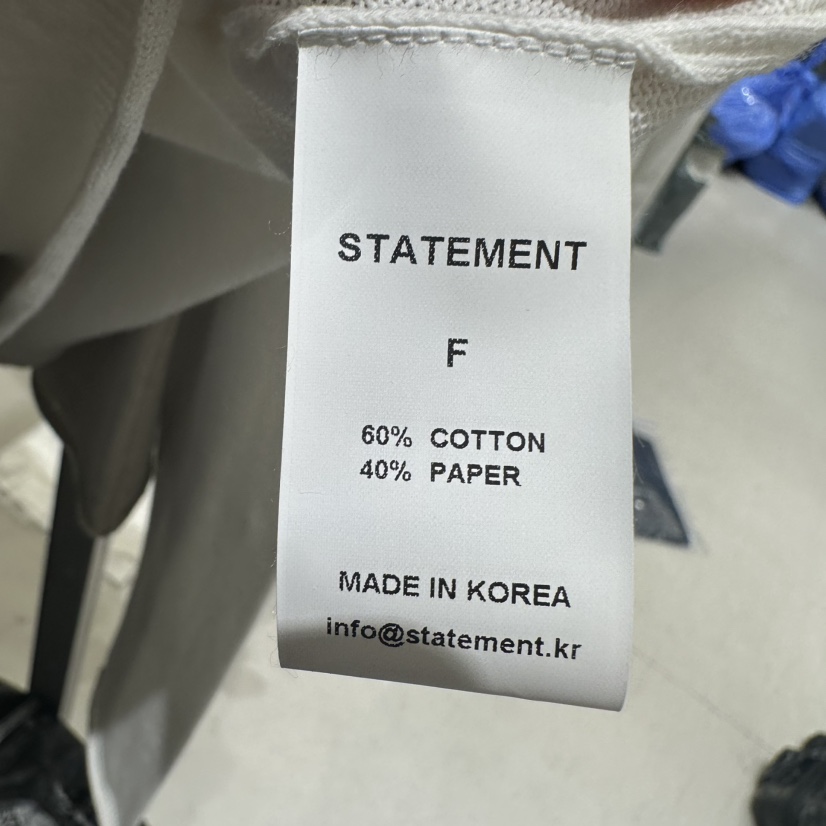 STATEMENT
F
60% COTTON
40% PAPER
MADE IN KOREA
info@statement.kr